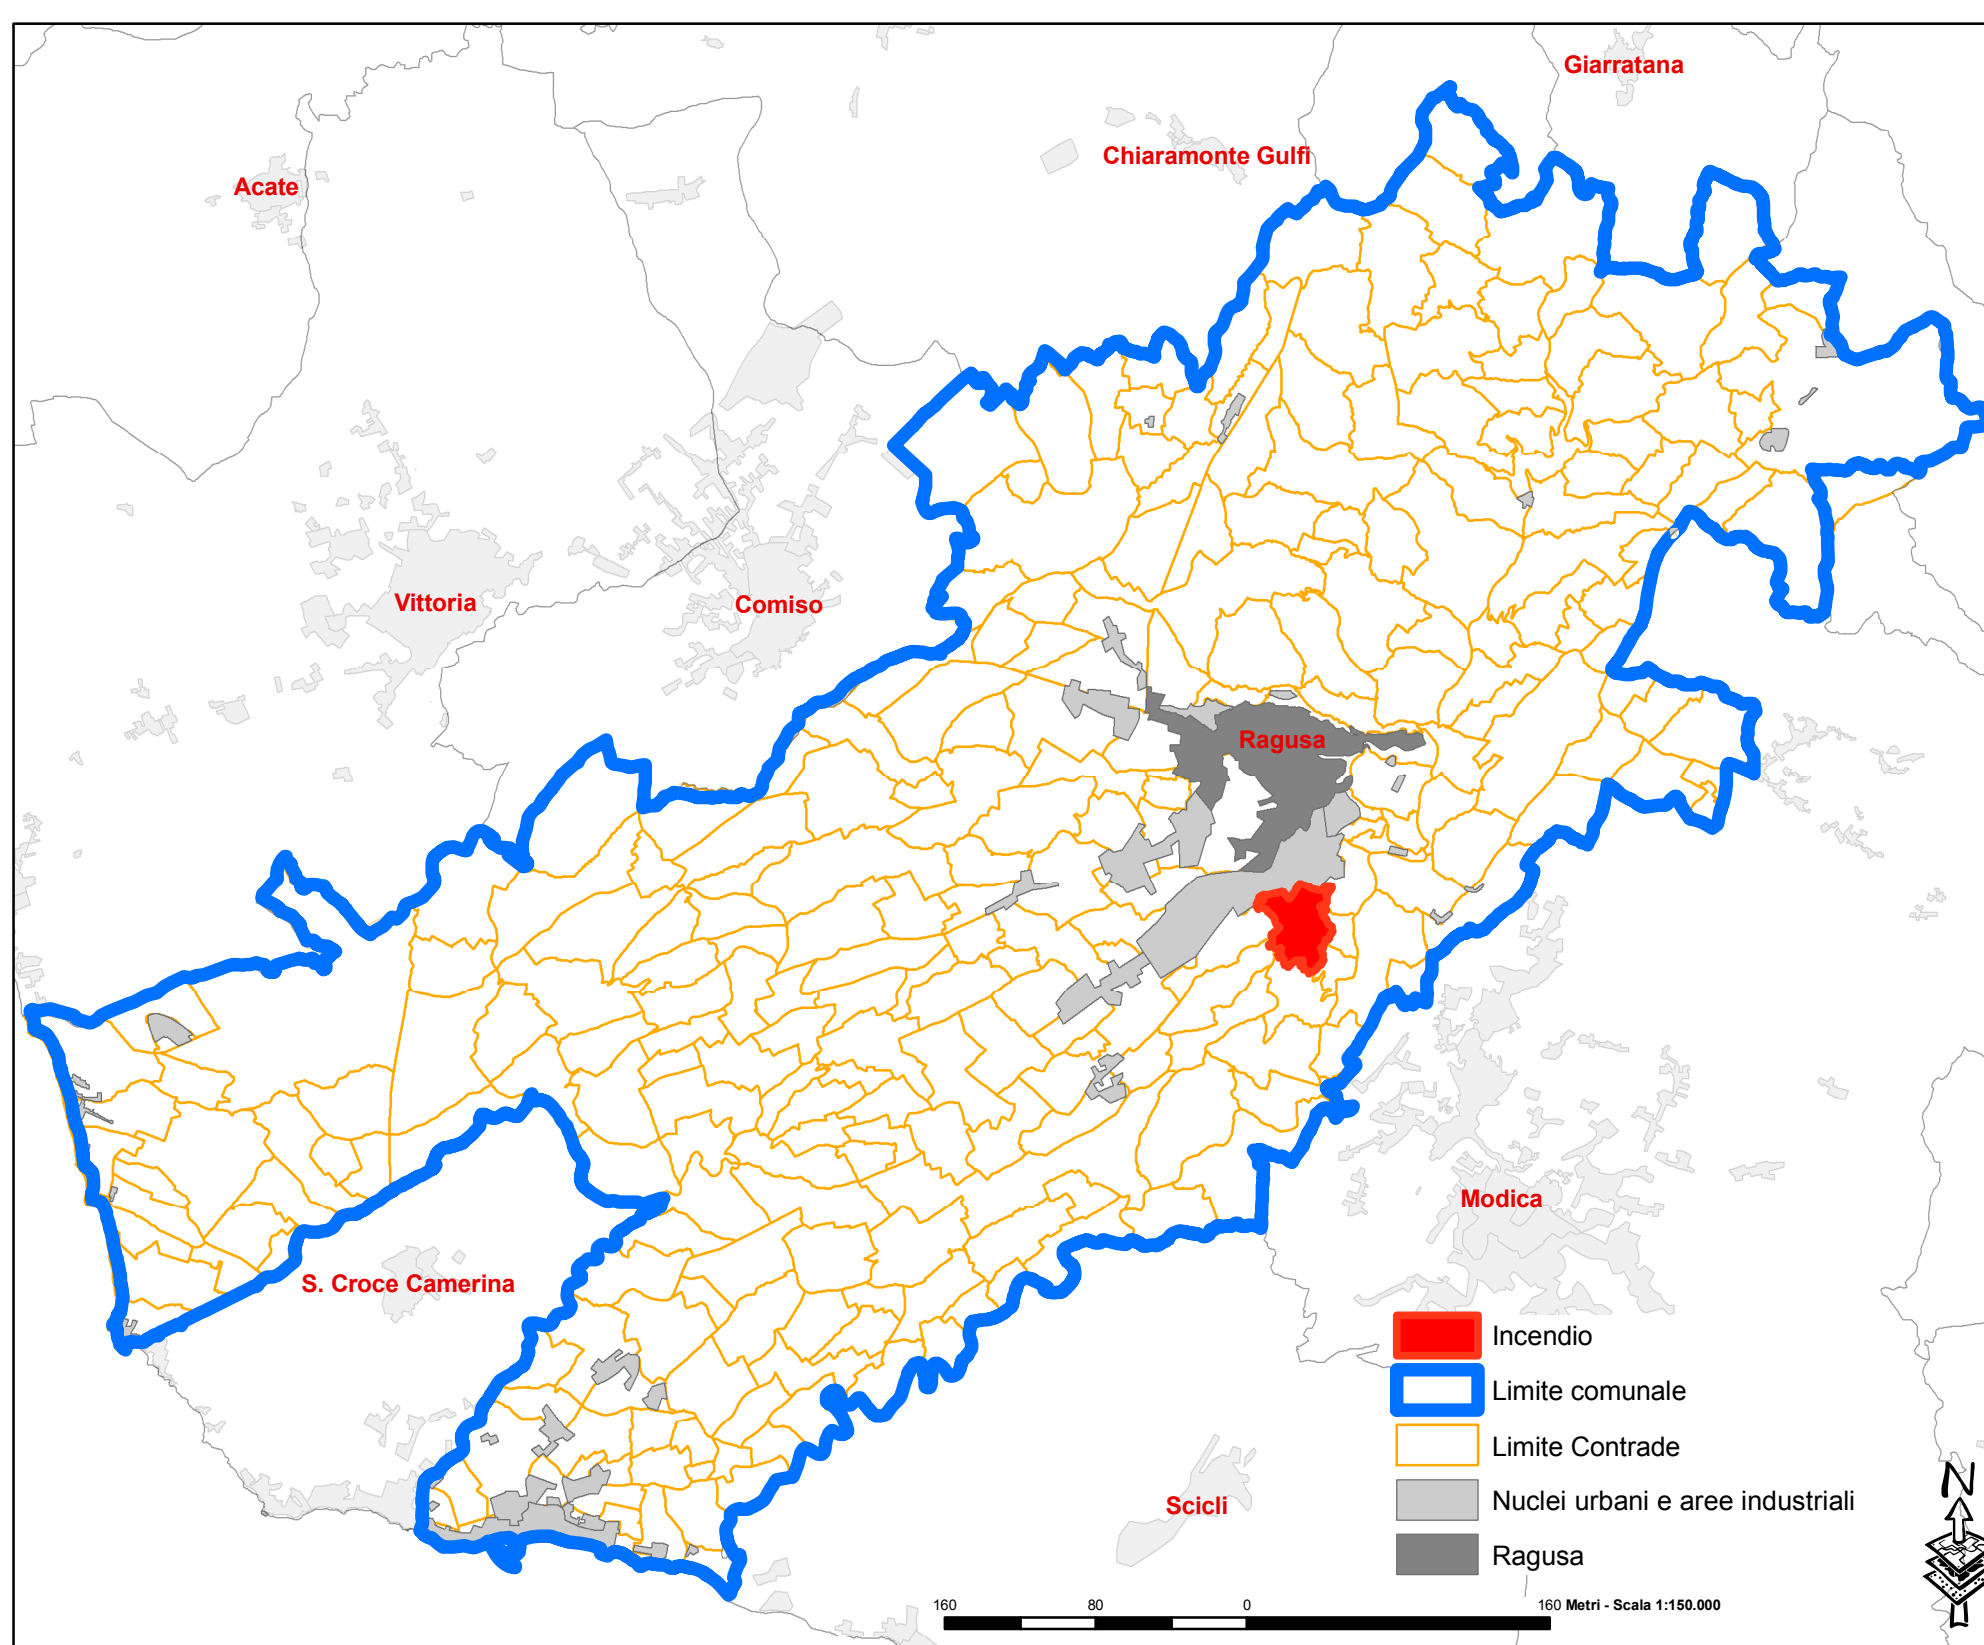 Giarratana
Chiaramonte Gulfi
Acate
Vittoria
Comiso
Ragusa
Modica
S. Croce Camerina
Scicli
Incendio
Limite comunale
Limite Contrade
Nuclei urbani e aree industriali
Ragusa
N
160 80 0 160 Metri - Scala 1:150.000